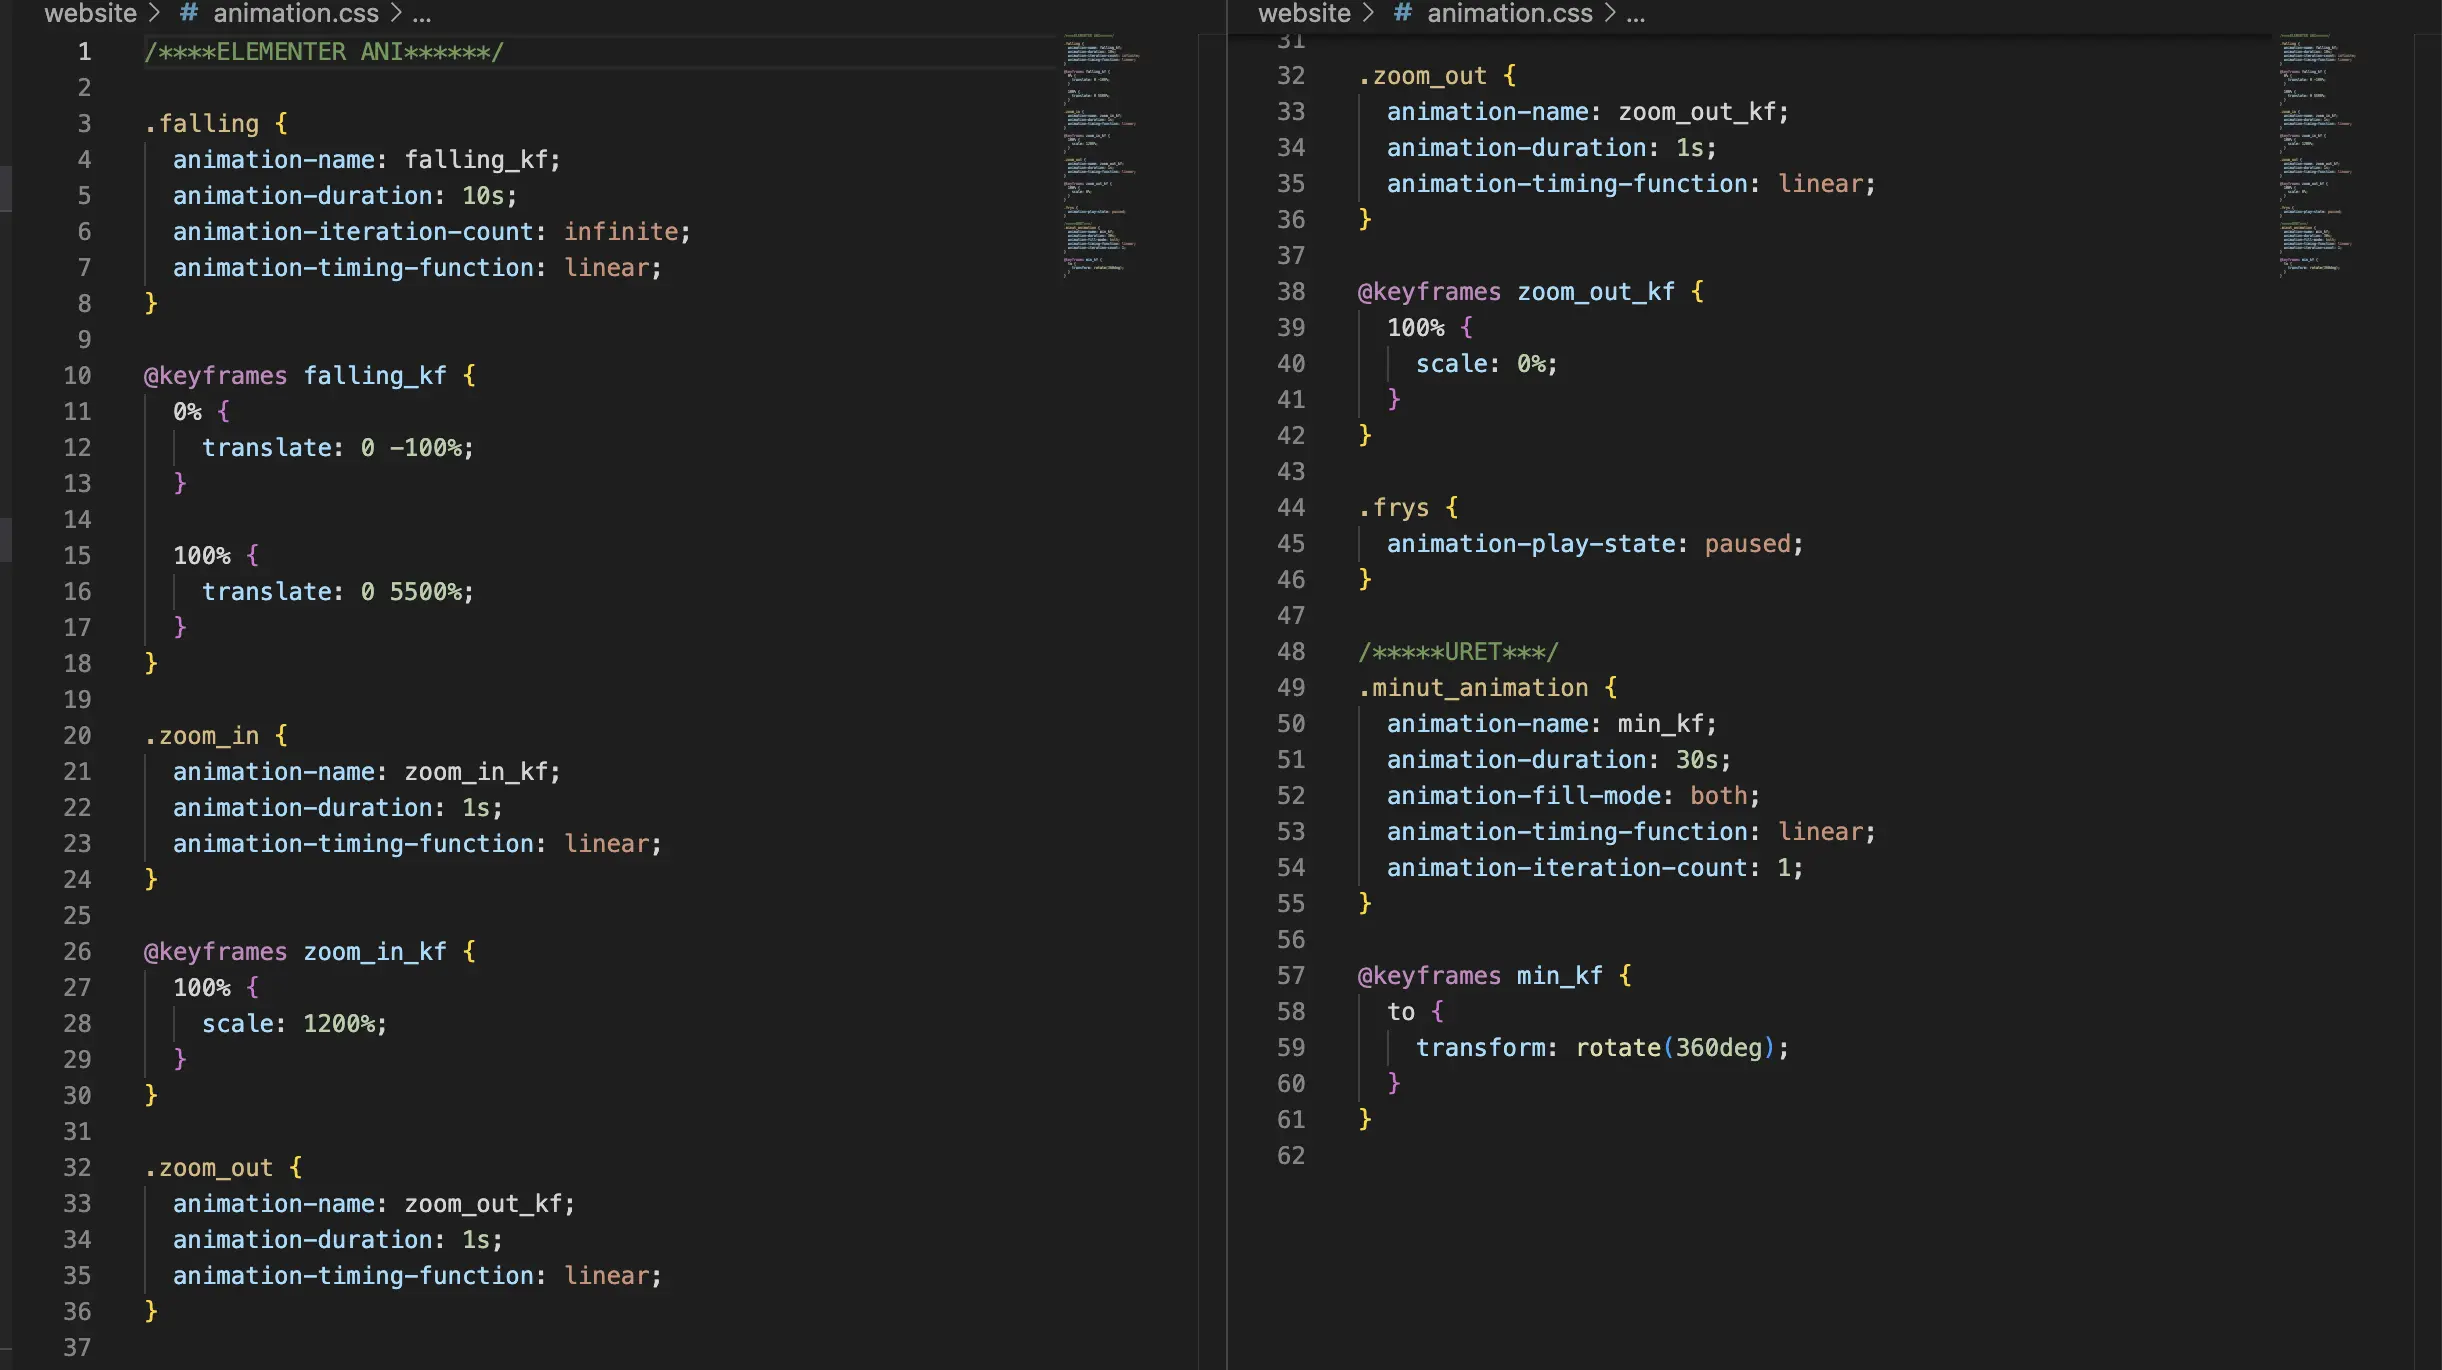 website > # animation.css > ...
1 /****ELEMENTER ANI******/
2
3 .falling {
4   animation-name: falling_kf;
5   animation-duration: 10s;
6   animation-iteration-count: infinite;
7   animation-timing-function: linear;
8 }
9
10 @keyframes falling_kf {
11   0% {
12     translate: 0 -100%;
13   }
14
15   100% {
16     translate: 0 5500%;
17   }
18 }
19
20 .zoom_in {
21   animation-name: zoom_in_kf;
22   animation-duration: 1s;
23   animation-timing-function: linear;
24 }
25
26 @keyframes zoom_in_kf {
27   100% {
28     scale: 1200%;
29   }
30 }
31
32 .zoom_out {
33   animation-name: zoom_out_kf;
34   animation-duration: 1s;
35   animation-timing-function: linear;
36 }
37
website > # animation.css > ...
31
32 .zoom_out {
33   animation-name: zoom_out_kf;
34   animation-duration: 1s;
35   animation-timing-function: linear;
36 }
37
38 @keyframes zoom_out_kf {
39   100% {
40     scale: 0%;
41   }
42 }
43
44 .frys {
45   animation-play-state: paused;
46 }
47
48 /*****URET***/
49 .minut_animation {
50   animation-name: min_kf;
51   animation-duration: 30s;
52   animation-fill-mode: both;
53   animation-timing-function: linear;
54   animation-iteration-count: 1;
55 }
56
57 @keyframes min_kf {
58   to {
59     transform: rotate(360deg);
60   }
61 }
62